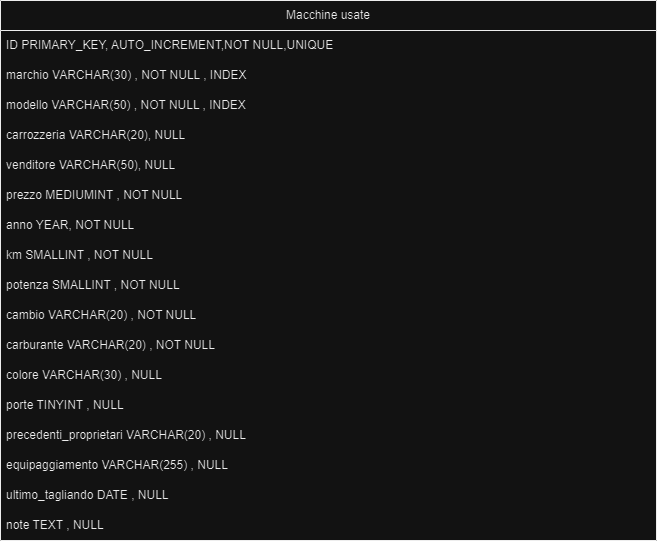 Macchine usate
ID PRIMARY_KEY, AUTO_INCREMENT,NOT NULL,UNIQUE
marchio VARCHAR(30) , NOT NULL , INDEX
modello VARCHAR(50) , NOT NULL , INDEX
carrozzeria VARCHAR(20), NULL
venditore VARCHAR(50), NULL
prezzo MEDIUMINT , NOT NULL
anno YEAR, NOT NULL
km SMALLINT , NOT NULL
potenza SMALLINT , NOT NULL
cambio VARCHAR(20) , NOT NULL
carburante VARCHAR(20) , NOT NULL
colore VARCHAR(30) , NULL
porte TINYINT , NULL
precedenti_proprietari VARCHAR(20) , NULL
equipaggiamento VARCHAR(255) , NULL
ultimo_tagliando DATE , NULL
note TEXT , NULL